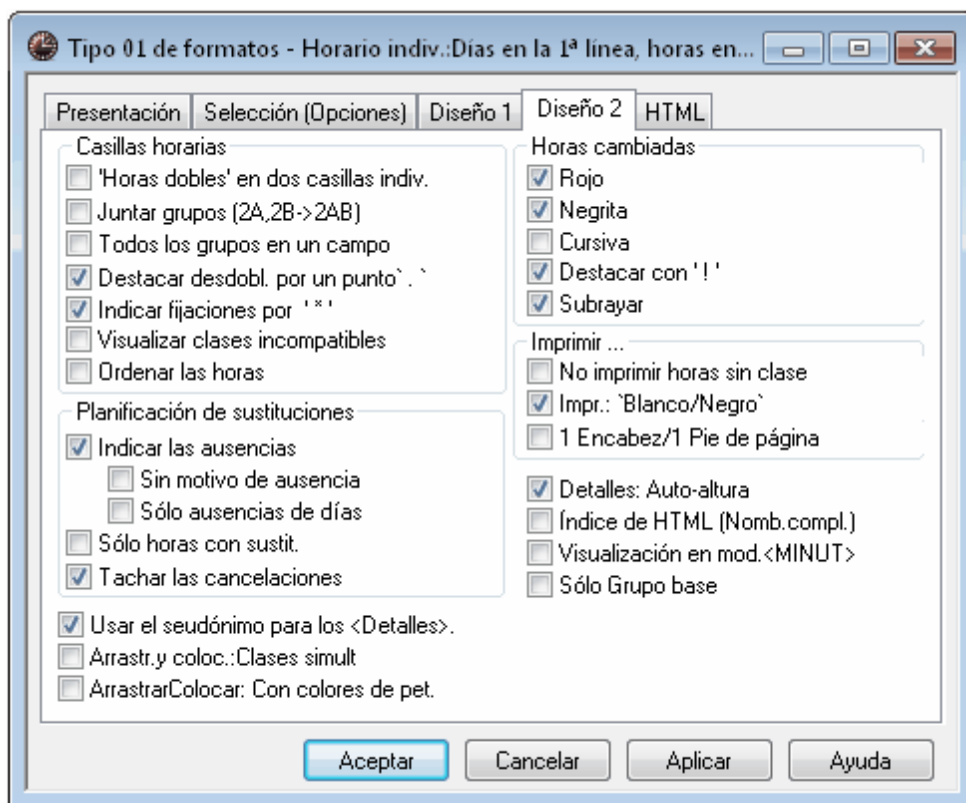 Tipo 01 de formatos - Horario indiv.:Días en la 1ª línea, horas en...
Presentación
Selección (Opciones)
Diseño 1
Diseño 2
HTML
Casillas horarias
'Horas dobles' en dos casillas indiv.
Juntar grupos (2A,2B->2AB)
Todos los grupos en un campo
Destacar desdobl. por un punto` . `
Indicar fijaciones por ' * '
Visualizar clases incompatibles
Ordenar las horas
Planificación de sustituciones
Indicar las ausencias
Sin motivo de ausencia
Sólo ausencias de días
Sólo horas con sustit.
Tachar las cancelaciones
Usar el seudónimo para los <Detalles>.
Arrastr.y coloc.:Clases simult
ArrastrarColocar: Con colores de pet.
Horas cambiadas
Rojo
Negrita
Cursiva
Destacar con ' ! '
Subrayar
Imprimir ...
No imprimir horas sin clase
Impr.: `Blanco/Negro`
1 Encabez/1 Pie de página
Detalles: Auto-altura
Índice de HTML (Nomb.compl.)
Visualización en mod.<MINUT>
Sólo Grupo base
Aceptar
Cancelar
Aplicar
Ayuda